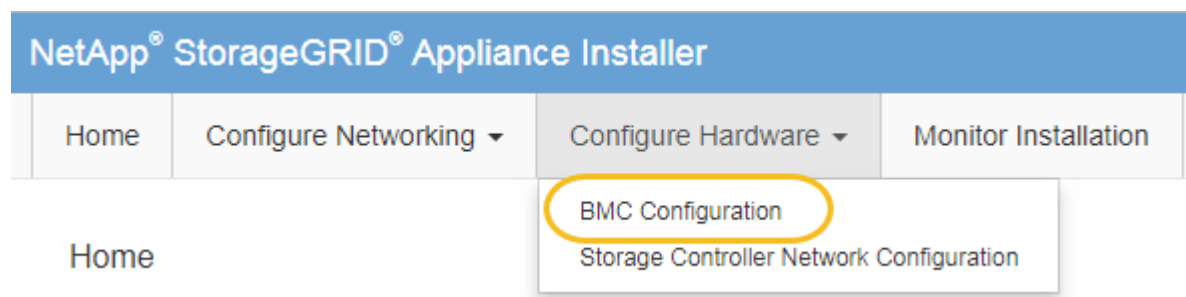 NetApp® StorageGRID® Appliance Installer
Home Configure Networking Configure Hardware Monitor Installation
BMC Configuration
Home
Storage Controller Network Configuration